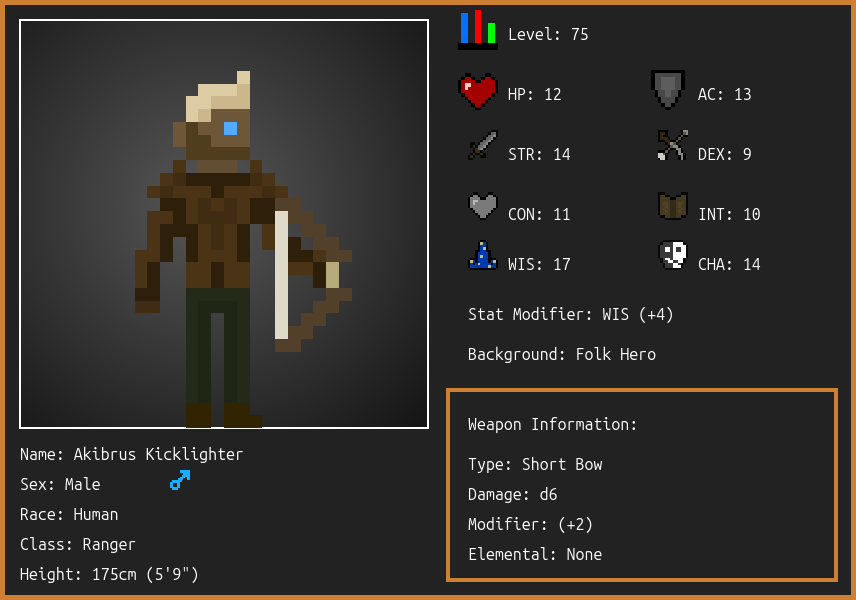 Level: 75
HP: 12
AC: 13
STR: 14
DEX: 9
CON: 11
INT: 10
WIS: 17
CHA: 14
Stat Modifier: WIS (+4)
Background: Folk Hero
Weapon Information:
Type: Short Bow
Damage: d6
Modifier: (+2)
Elemental: None
Name: Akibrus Kicklighter
Sex: Male
Race: Human
Class: Ranger
Height: 175cm (5'9")